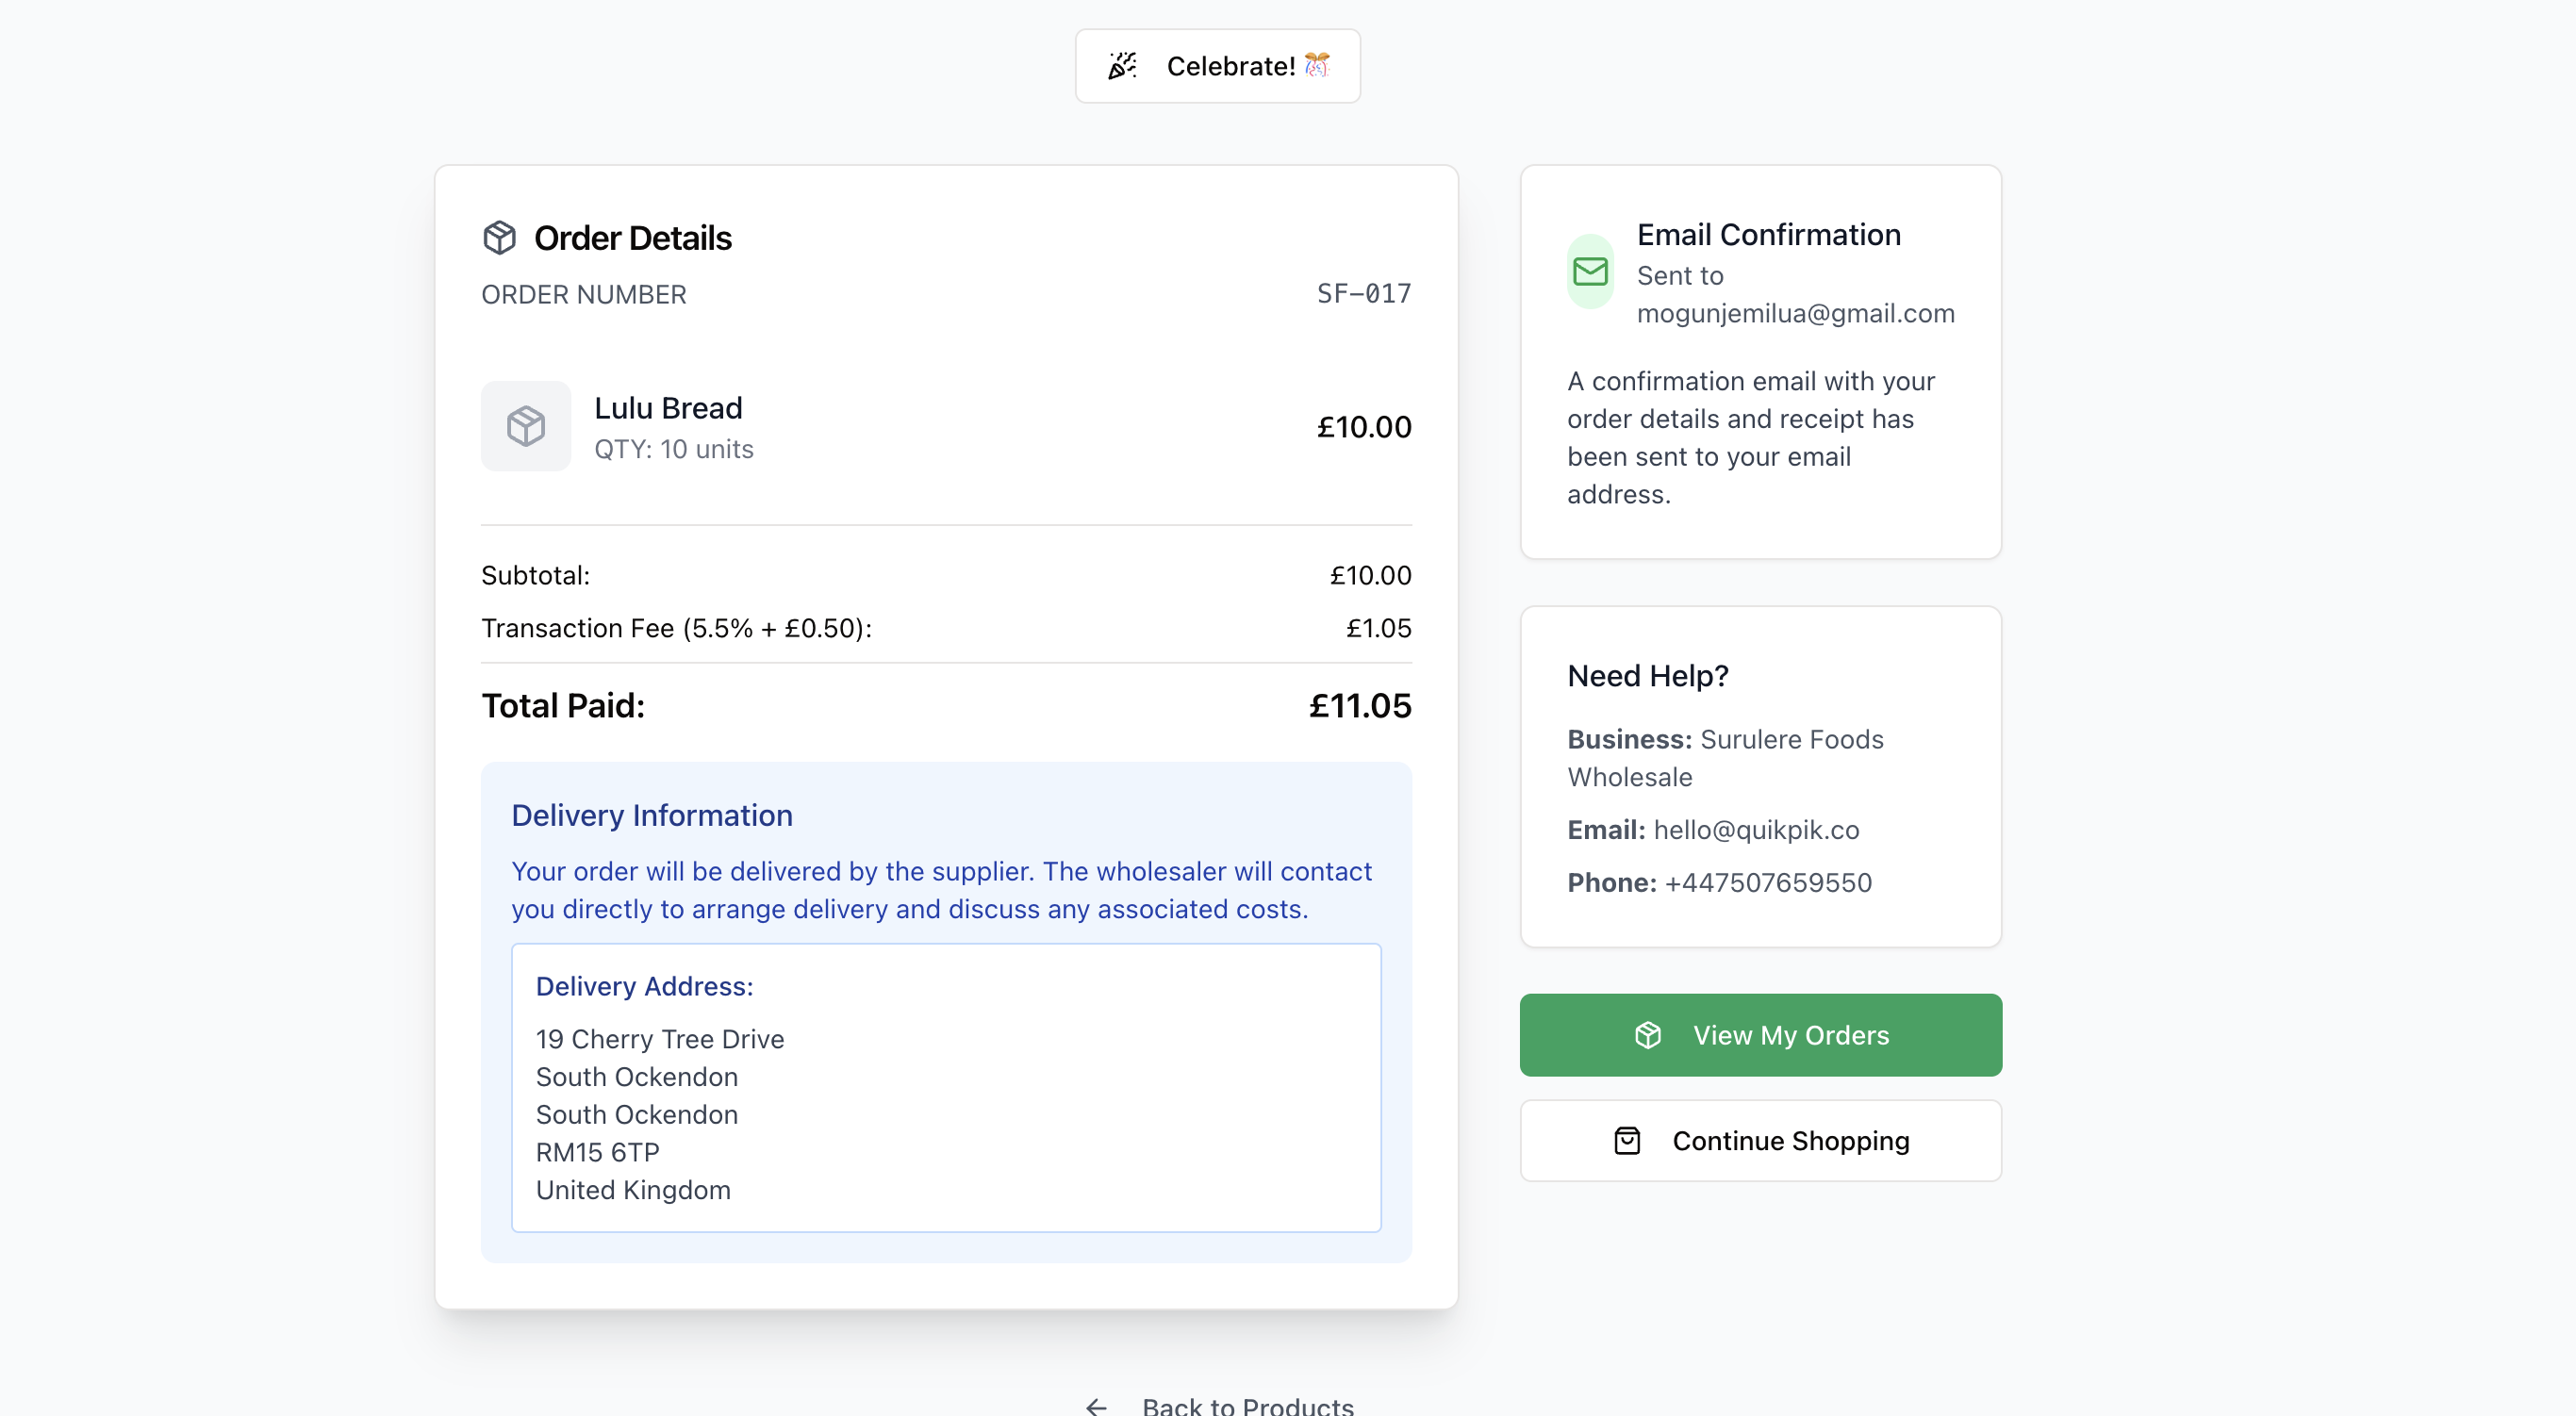 Celebrate! 🎊
Order Details
ORDER NUMBER
SF-017
Lulu Bread
QTY: 10 units
£10.00
Subtotal:
£10.00
Transaction Fee (5.5% + £0.50):
£1.05
Total Paid:
£11.05
Delivery Information
Your order will be delivered by the supplier. The wholesaler will contact
you directly to arrange delivery and discuss any associated costs.
Delivery Address:
19 Cherry Tree Drive
South Ockendon
South Ockendon
RM15 6TP
United Kingdom
Email Confirmation
Sent to
mogunjemilua@gmail.com
A confirmation email with your
order details and receipt has
been sent to your email
address.
Need Help?
Business: Surulere Foods
Wholesale
Email: hello@quikpik.co
Phone: +447507659550
View My Orders
Continue Shopping
Back to Products